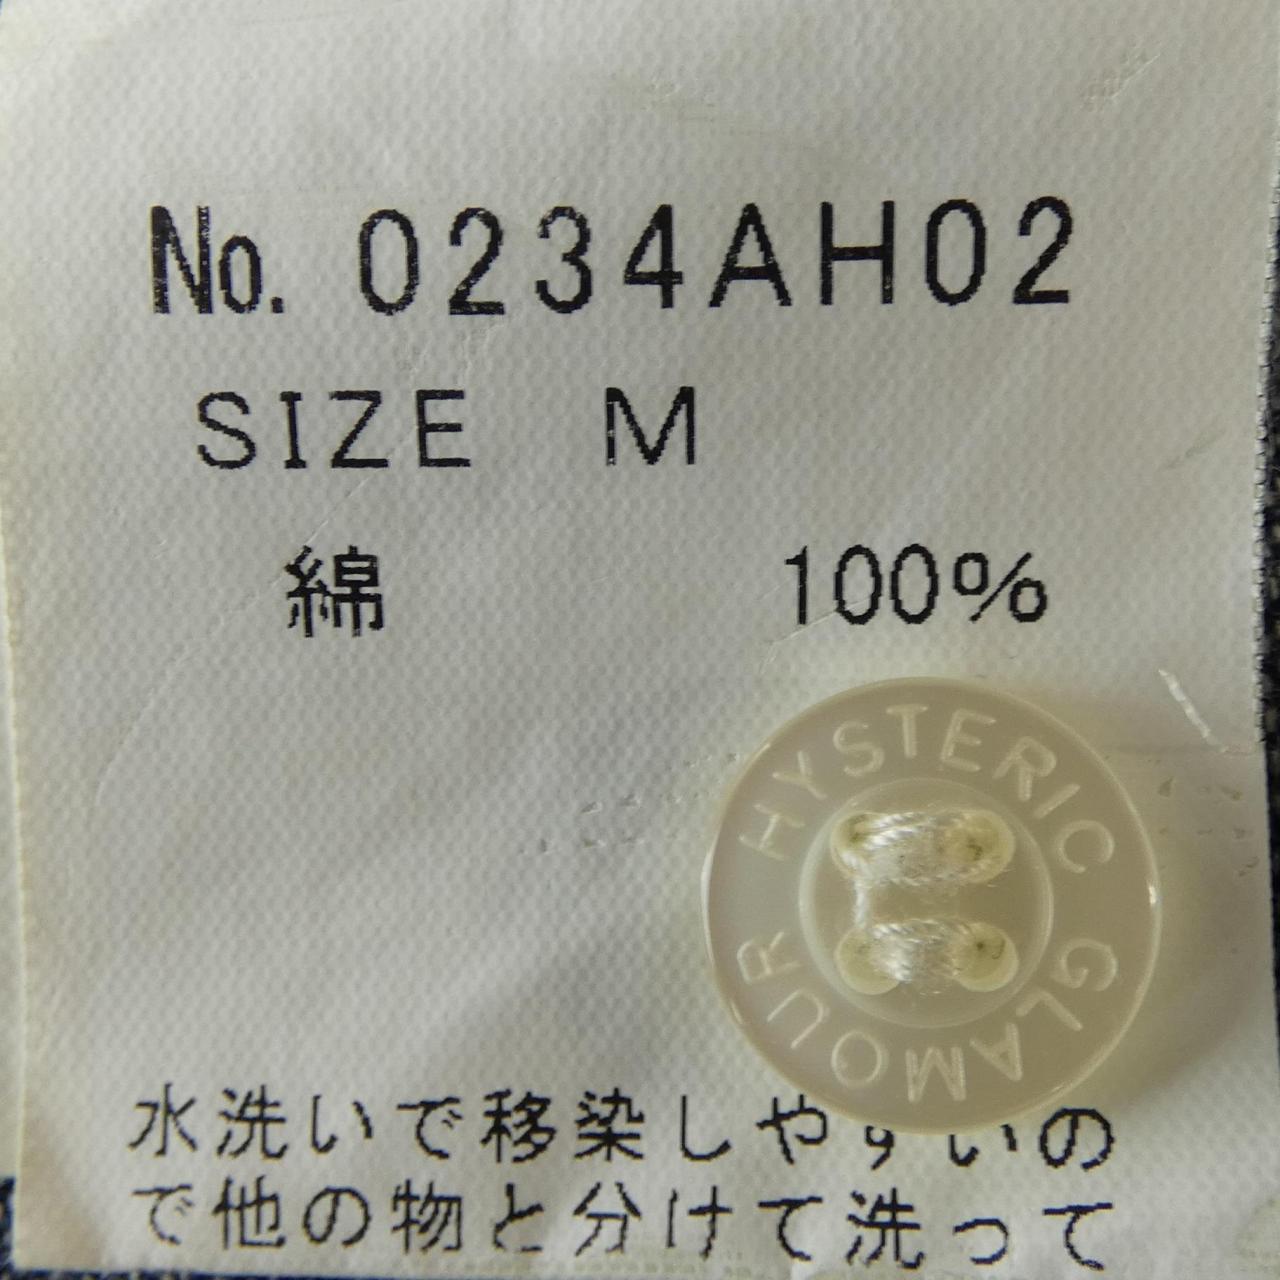 No. 0234AH02
SIZE M
綿 100%
HYSTERIC GLAMOUR
水洗いで移染しやすいの
で他の物と分けて洗って